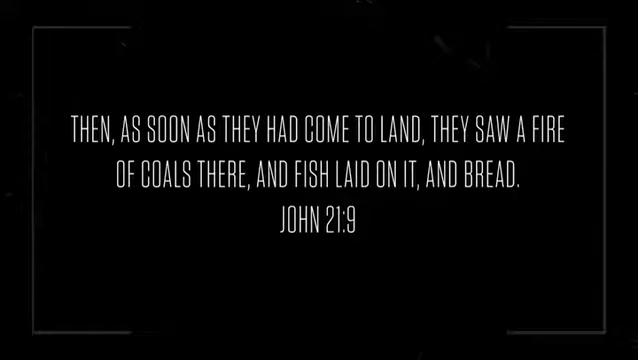 THEN, AS SOON AS THEY HAD COME TO LAND, THEY SAW A FIRE
OF COALS THERE, AND FISH LAID ON IT, AND BREAD.
JOHN 21:9